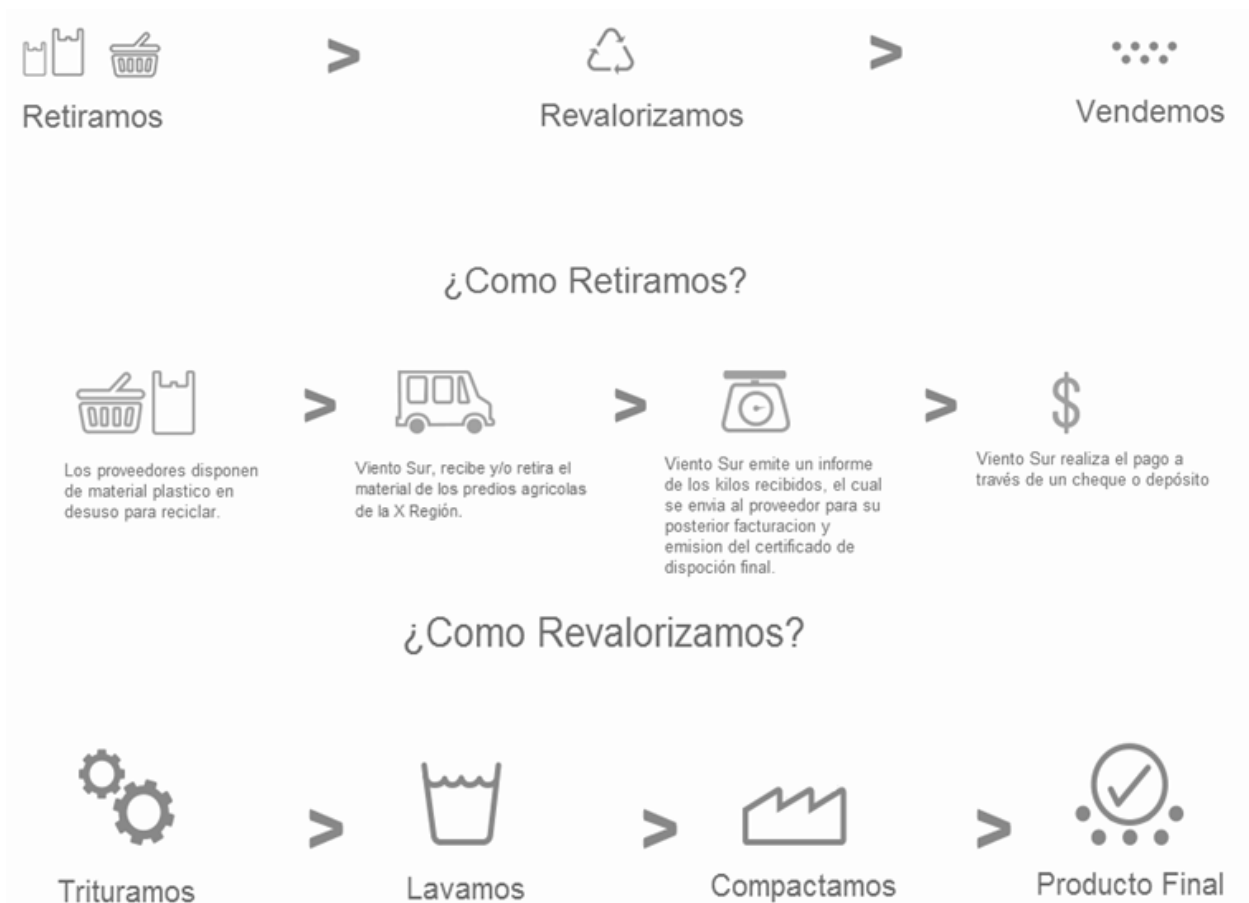 > >
Retiramos Revalorizamos Vendemos
¿Como Retiramos?
> > > $
Los proveedores disponen
de material plastico en
desuso para reciclar.
Viento Sur, recibe y/o retira el
material de los predios agricolas
de la X Región.
Viento Sur emite un informe
de los kilos recibidos, el cual
se envia al proveedor para su
posterior facturacion y
emision del certificado de
dispoción final.
Viento Sur realiza el pago a
través de un cheque o depósito
¿Como Revalorizamos?
> > >
Trituramos Lavamos Compactamos Producto Final